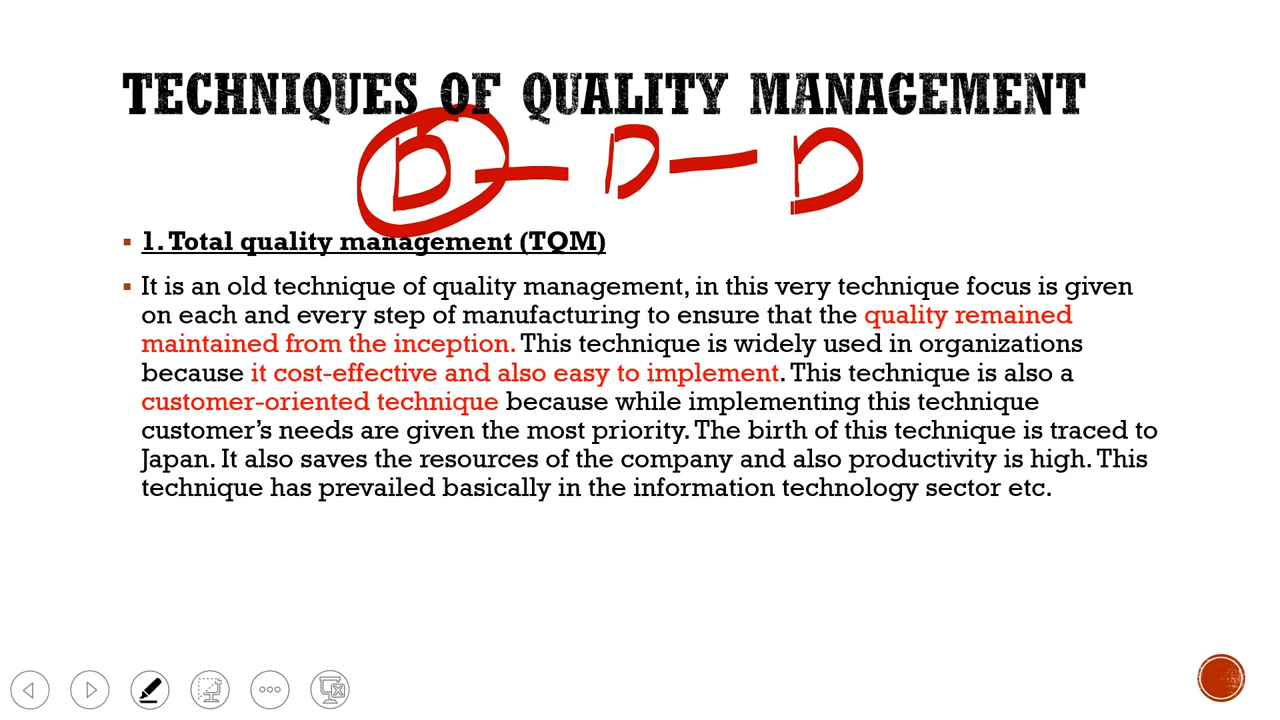 TECHNIQUES OF QUALITY MANAGEMENT
D - D - D
1. Total quality management (TQM)
It is an old technique of quality management, in this very technique focus is given
on each and every step of manufacturing to ensure that the quality remained
maintained from the inception. This technique is widely used in organizations
because it cost-effective and also easy to implement. This technique is also a
customer-oriented technique because while implementing this technique
customer's needs are given the most priority. The birth of this technique is traced to
Japan. It also saves the resources of the company and also productivity is high. This
technique has prevailed basically in the information technology sector etc.